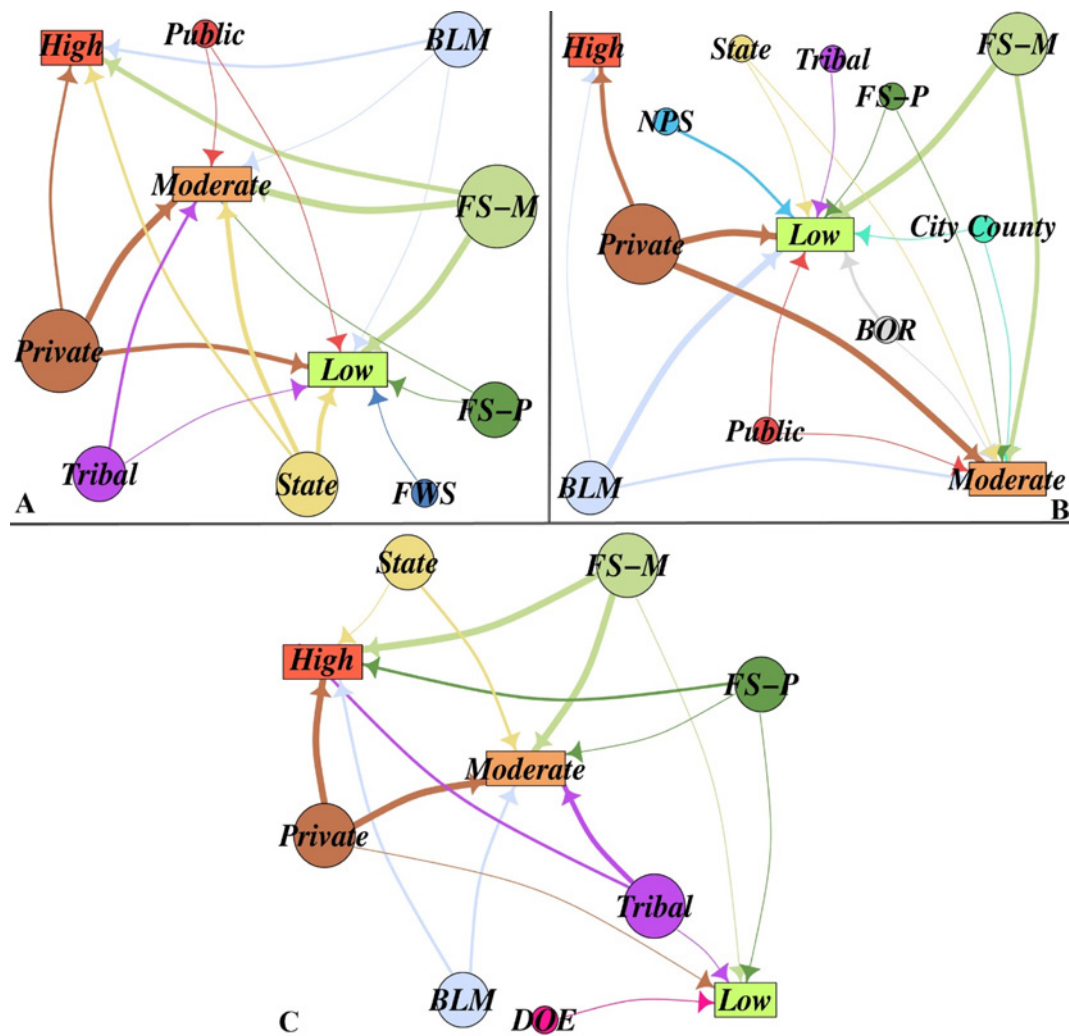 High
Public
BLM
Moderate
FS-M
Private
Low
FS-P
Tribal
State
FWS
A
High
State
Tribal
FS-M
FS-P
NPS
Private
Low
City County
BOR
Public
BLM
Moderate
B
State
FS-M
High
FS-P
Moderate
Private
Tribal
BLM
DOE
Low
C